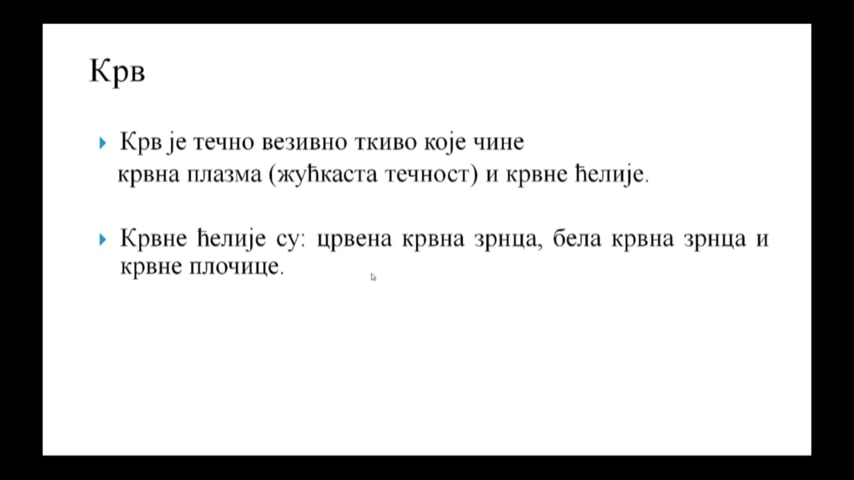 Крв
Крв је течно везивно ткиво које чине
крвна плазма (жућкаста течност) и крвне ћелије.
Крвне ћелије су: црвена крвна зрнца, бела крвна зрнца и
крвне плочице.